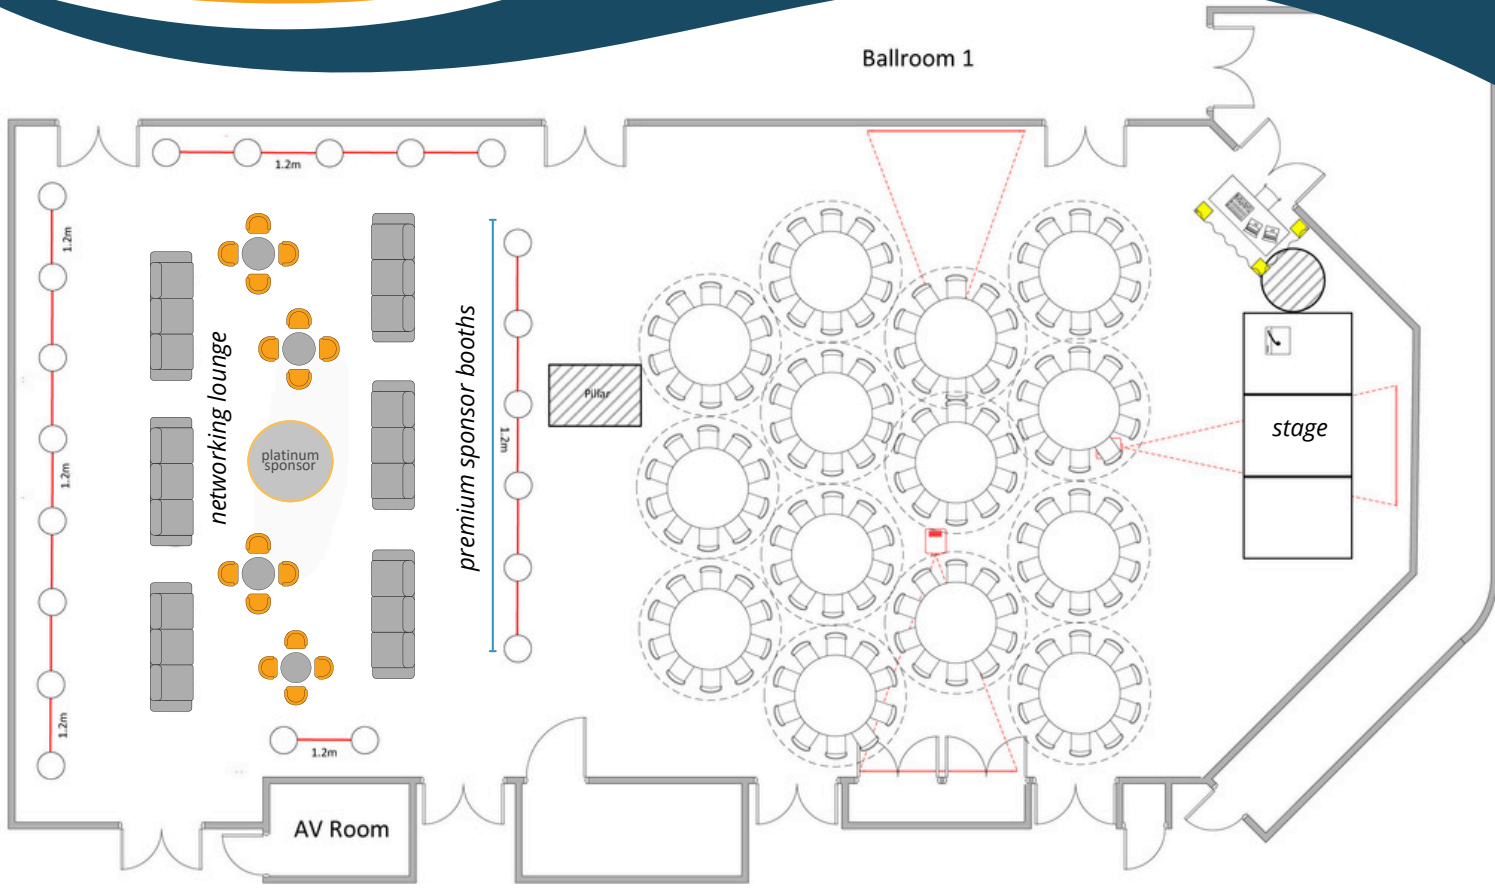 Ballroom 1
1.2m
1.2m
networking lounge
premium sponsor booths
Pillar
stage
1.2m
platinum
sponsor
1.2m
1.2m
1.2m
AV Room